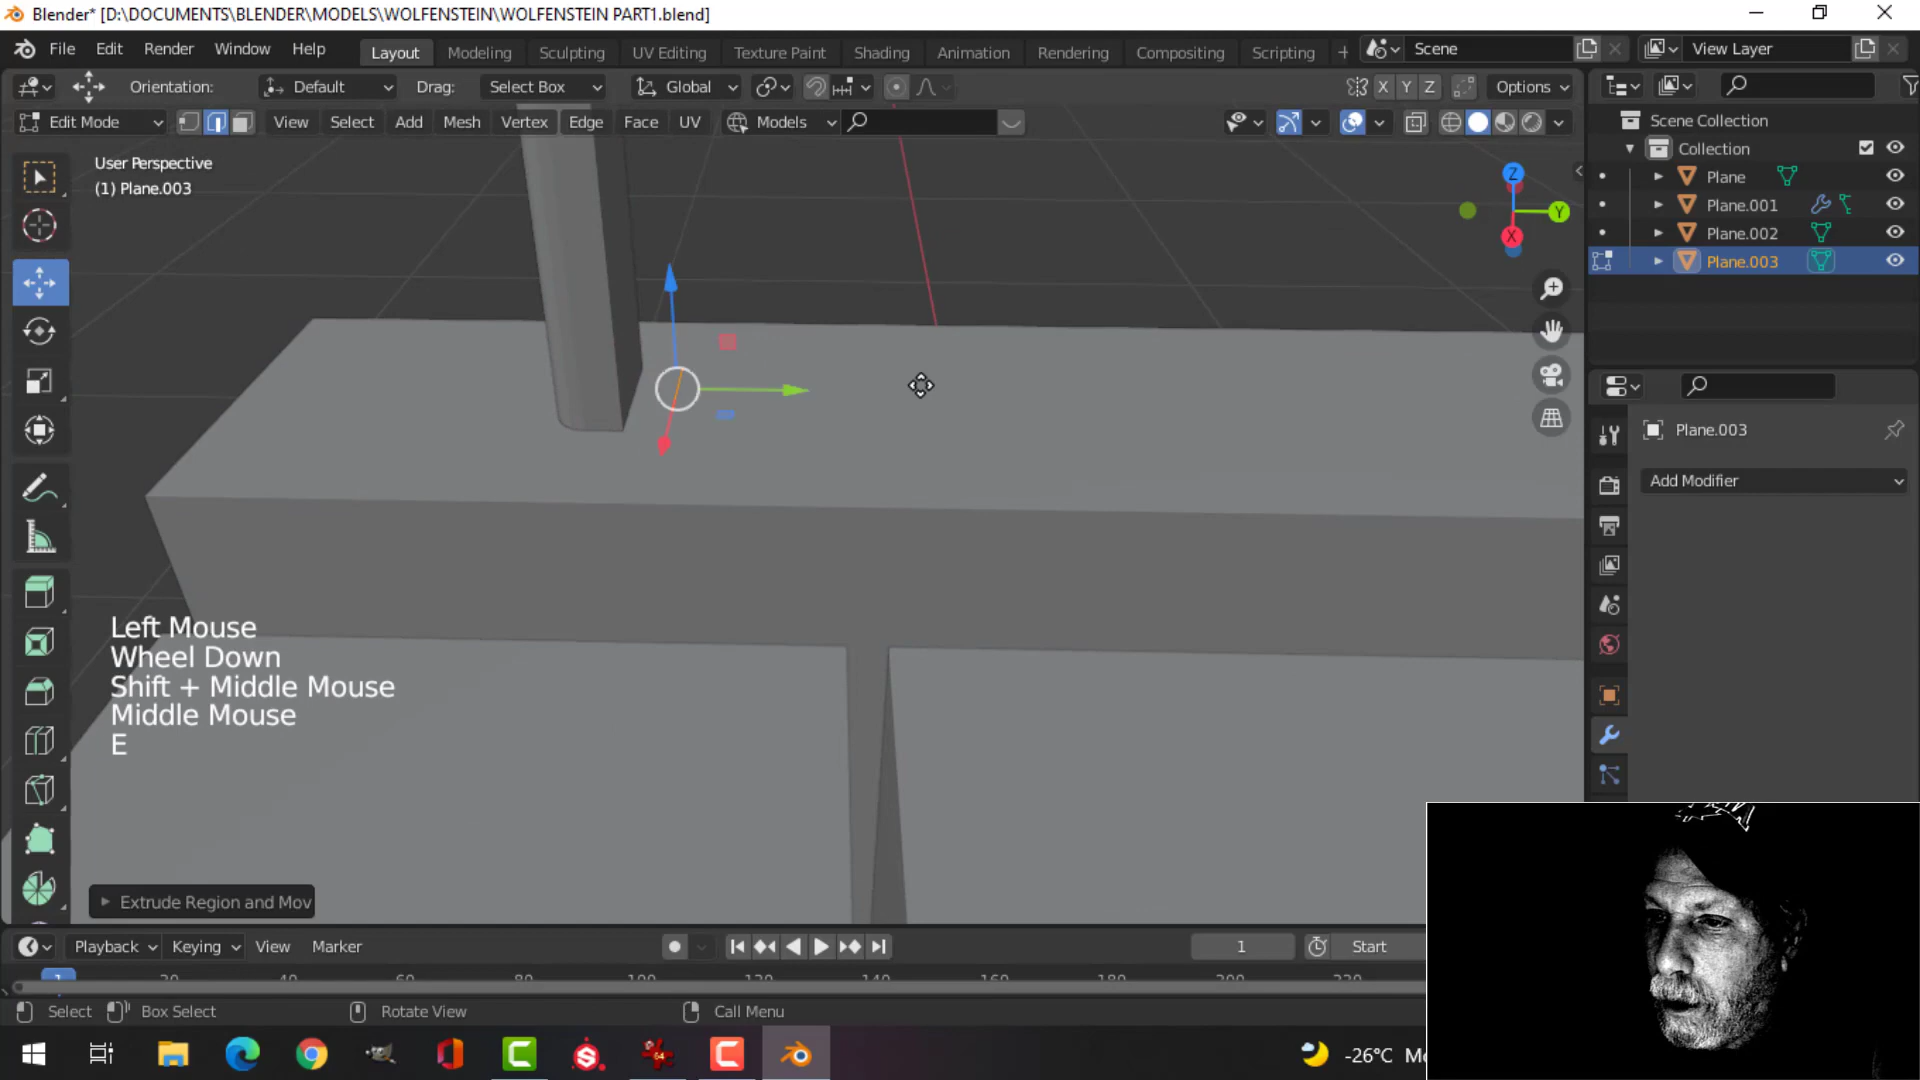 Blender* [D:\DOCUMENTS\BLENDER\MODELS\WOLFENSTEIN\WOLFENSTEIN PART1.blend]
File Edit Render Window Help Layout Modeling Sculpting UV Editing Texture Paint Shading Animation Rendering Compositing Scripting + Scene View Layer
Orientation: Default Drag: Select Box Global X Y Z Options
Edit Mode View Select Add Mesh Vertex Edge Face UV Models
Scene Collection
Collection
Plane
Plane.001
Plane.002
Plane.003
User Perspective
(1) Plane.003
Z
Y
X
Plane.003
Add Modifier
Left Mouse
Wheel Down
Shift + Middle Mouse
Middle Mouse
E
Extrude Region and Mov
Playback Keying View Marker 1 Start
1
Select Box Select Rotate View Call Menu
-26°C